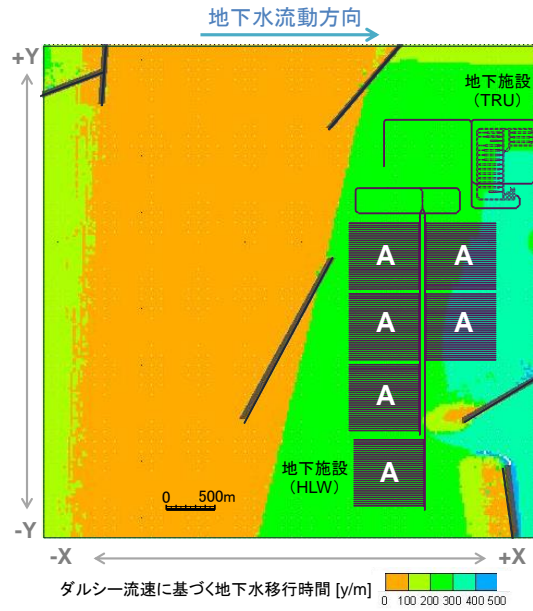 地下水流動方向
+Y
地下施設
（TRU）
A A
A A
A
地下施設
（HLW）
A
0 500m
-Y
-X +X
ダルシー流速に基づく地下水移行時間 [y/m]
0 100 200 300 400 500